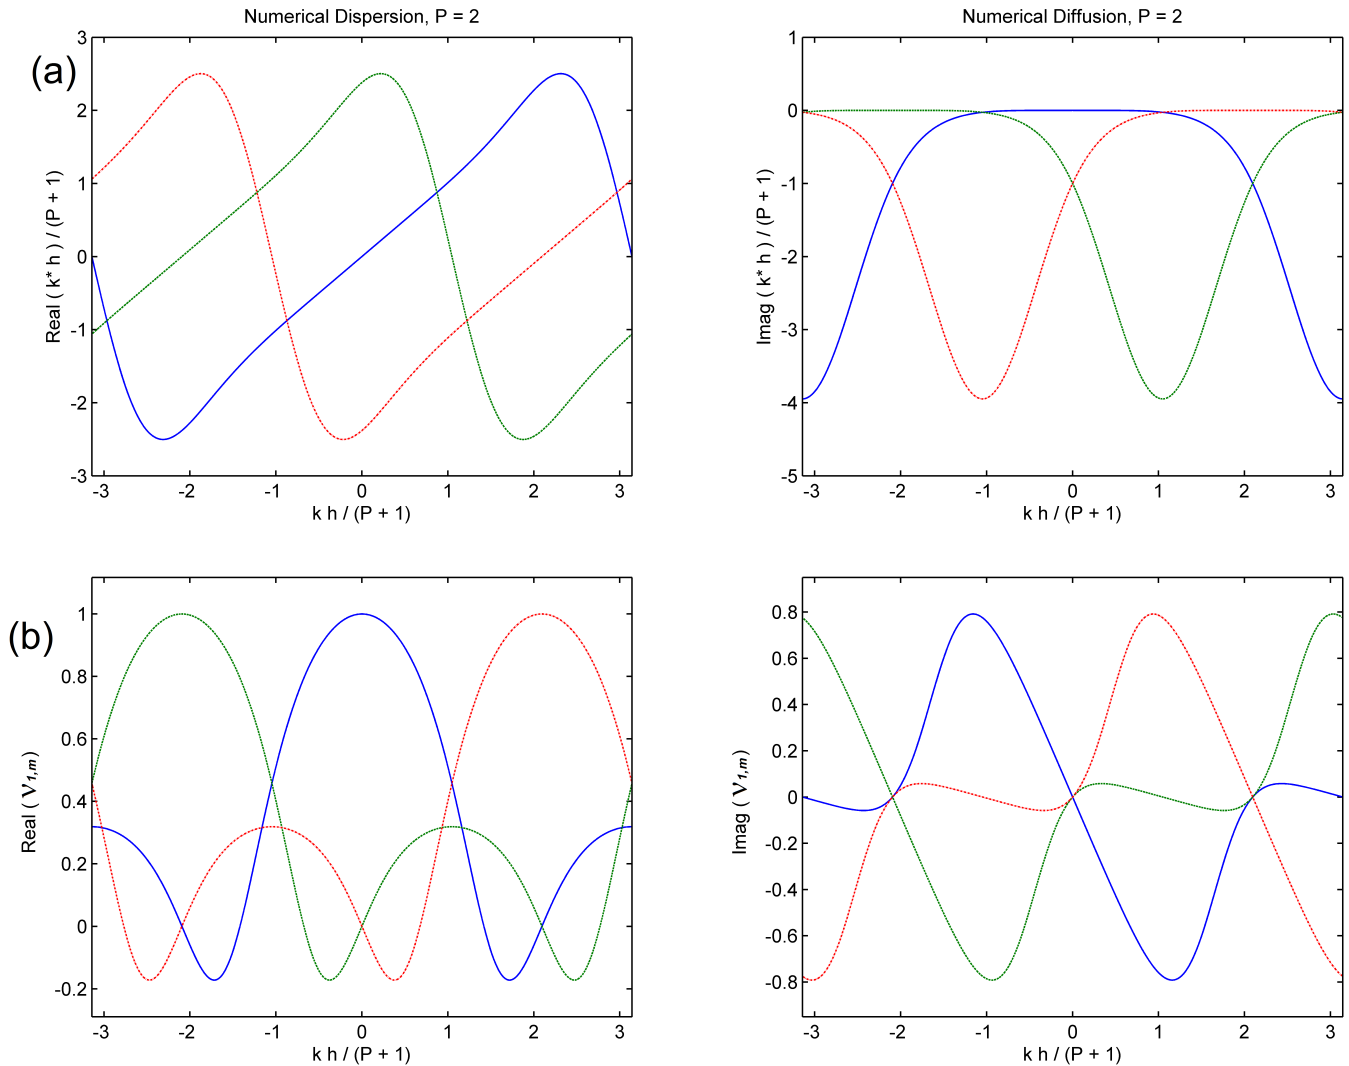 Numerical Dispersion, P = 2
Numerical Diffusion, P = 2
(a)
3
2
1
0
-1
-2
-3
Real ( k* h ) / (P + 1)
-3 -2 -1 0 1 2 3
k h / (P + 1)
1
0
-1
-2
-3
-4
-5
Imag ( k* h ) / (P + 1)
-3 -2 -1 0 1 2 3
k h / (P + 1)
(b)
1
0.8
0.6
0.4
0.2
0
-0.2
Real ( ν1,m)
-3 -2 -1 0 1 2 3
k h / (P + 1)
0.8
0.6
0.4
0.2
0
-0.2
-0.4
-0.6
-0.8
Imag ( ν1,m)
-3 -2 -1 0 1 2 3
k h / (P + 1)